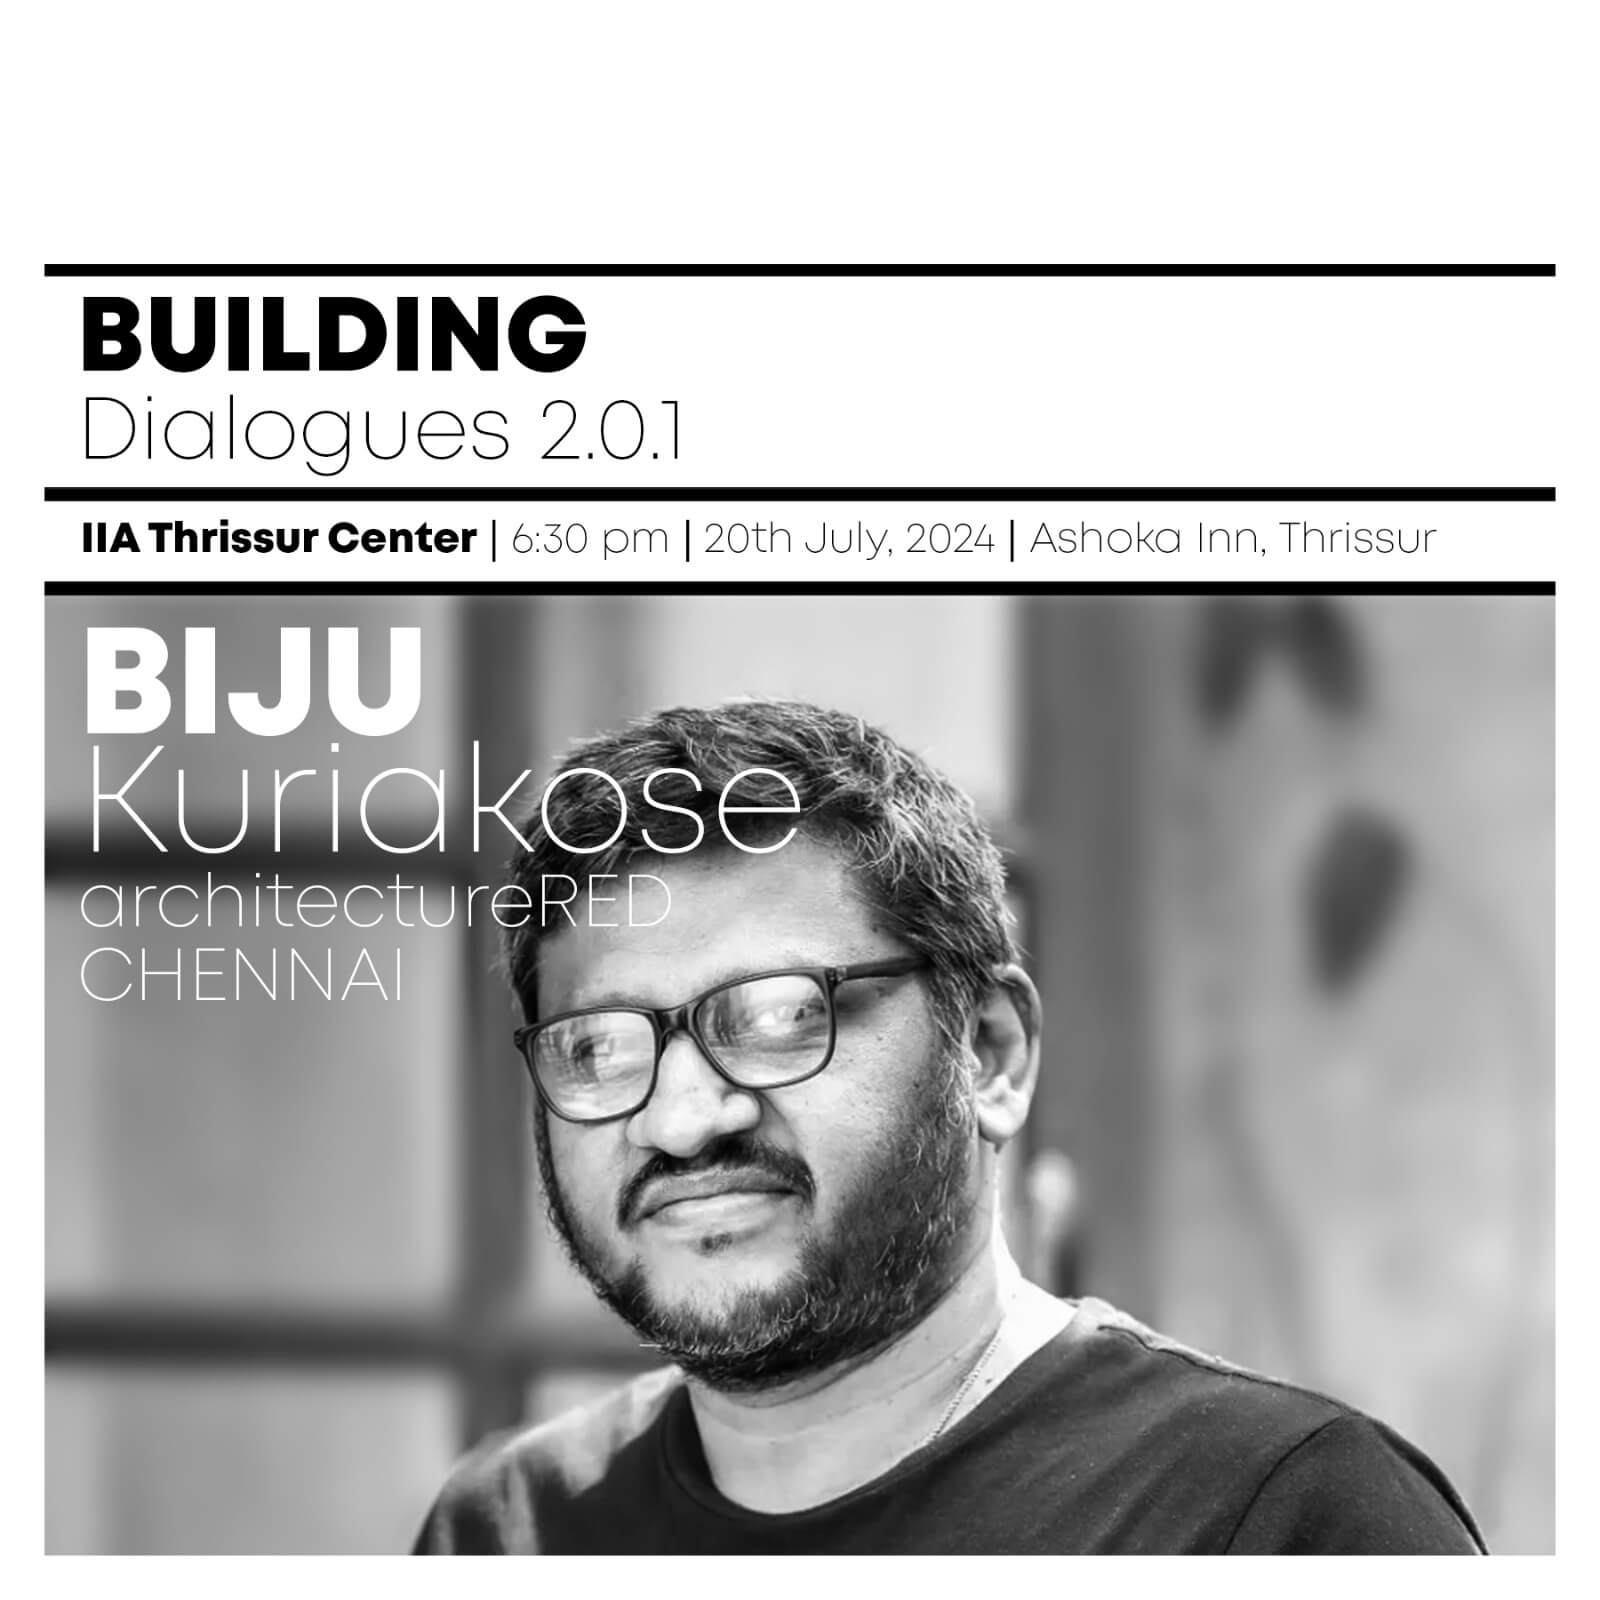 BUILDING
Dialogues 2.0.1
IIA Thrissur Center | 6:30 pm | 20th July, 2024 | Ashoka Inn, Thrissur
BIJU
Kuriakose
architectureRED
CHENNAI